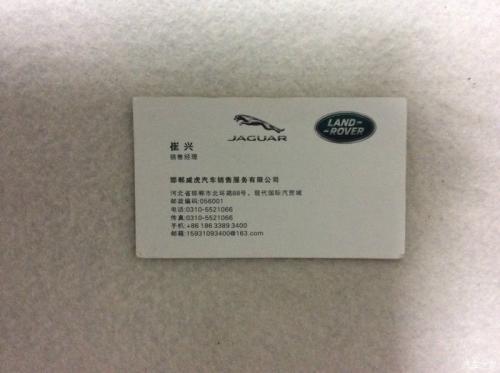 JAGUAR
LAND-
-ROVER
崔 兴
销售经理
邯郸威虎汽车销售服务有限公司
河北省邯郸市北环路88号，现代国际汽贸城
邮政编码:056001
电话:0310-5521066
传真:0310-5521066
手机:+86 186 3389 3400
邮箱:15931093400@163.com